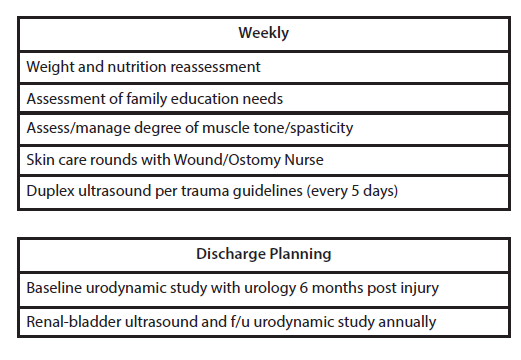 Weekly
Weight and nutrition reassessment
Assessment of family education needs
Assess/manage degree of muscle tone/spasticity
Skin care rounds with Wound/Ostomy Nurse
Duplex ultrasound per trauma guidelines (every 5 days)
Discharge Planning
Baseline urodynamic study with urology 6 months post injury
Renal-bladder ultrasound and f/u urodynamic study annually